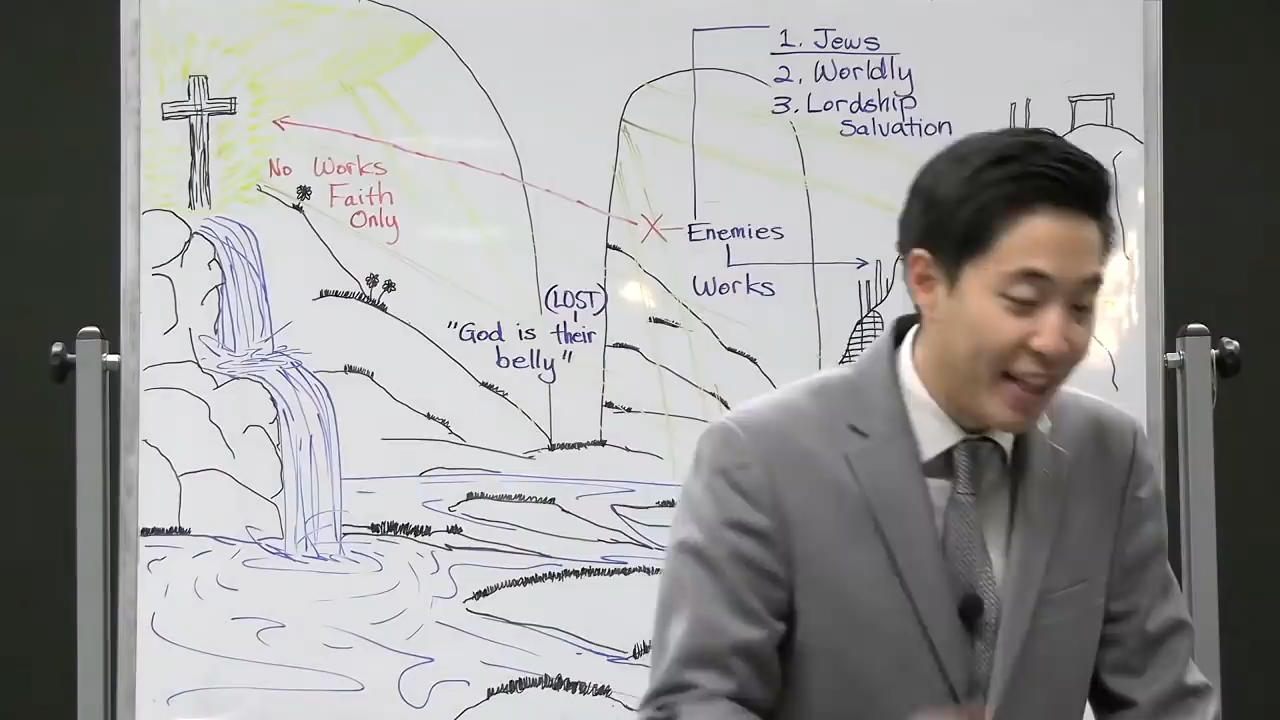 1. Jews
2. Worldly
3. Lordship
Salvation
No Works
Faith
Only
X
Enemies
Works
(LOST)
"God is their
belly"